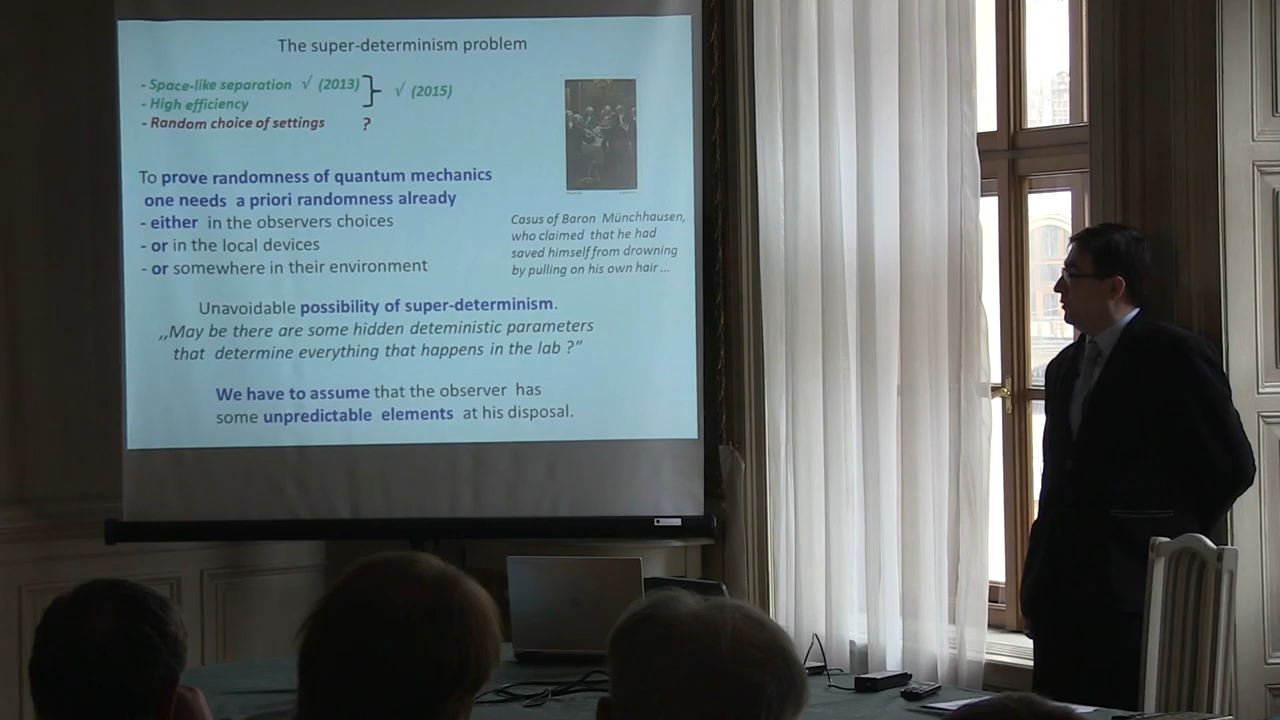 The super-determinism problem
- Space-like separation √ (2013)
- High efficiency
√ (2015)
- Random choice of settings ?
To prove randomness of quantum mechanics
one needs a priori randomness already
- either in the observers choices
- or in the local devices
- or somewhere in their environment
Casus of Baron Münchhausen,
who claimed that he had
saved himself from drowning
by pulling on his own hair ...
Unavoidable possibility of super-determinism.
„May be there are some hidden deteministic parameters
that determine everything that happens in the lab ?”
We have to assume that the observer has
some unpredictable elements at his disposal.